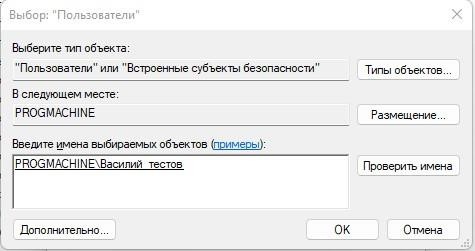 Выбор: "Пользователи"
Выберите тип объекта:
"Пользователи" или "Встроенные субъекты безопасности"
Типы объектов...
В следующем месте:
PROGMACHINE
Размещение...
Введите имена выбираемых объектов (примеры):
PROGMACHINE\Василий тестов
Проверить имена
Дополнительно...
OK
Отмена